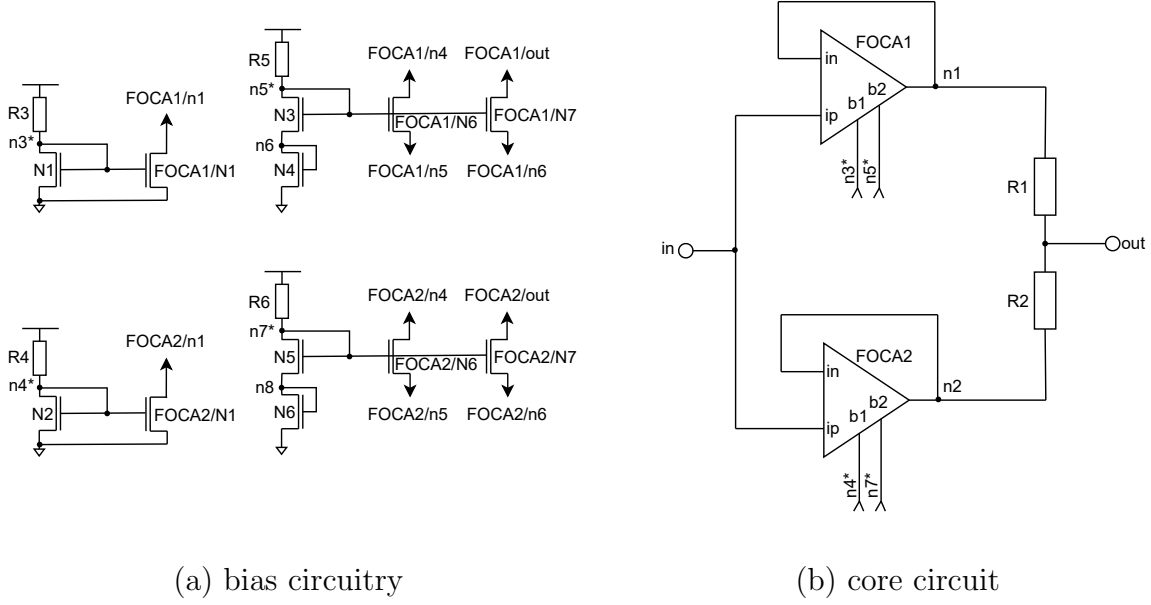 R3
n3*
N1
FOCA1/n1
FOCA1/N1
R5
n5*
N3
n6
N4
FOCA1/n4
FOCA1/out
FOCA1/N6
FOCA1/N7
FOCA1/n5
FOCA1/n6
R4
n4*
N2
FOCA2/n1
FOCA2/N1
R6
n7*
N5
n8
N6
FOCA2/n4
FOCA2/out
FOCA2/N6
FOCA2/N7
FOCA2/n5
FOCA2/n6
(a) bias circuitry
FOCA1
in
ip
b1
b2
n3*
n5*
n1
R1
in
out
R2
FOCA2
in
ip
b1
b2
n4*
n7*
n2
(b) core circuit